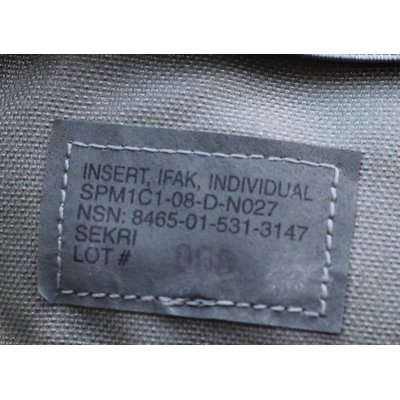 INSERT, IFAK, INDIVIDUAL
SPM1C1-08-D-N027
NSN: 8465-01-531-3147
SEKRI
LOT #